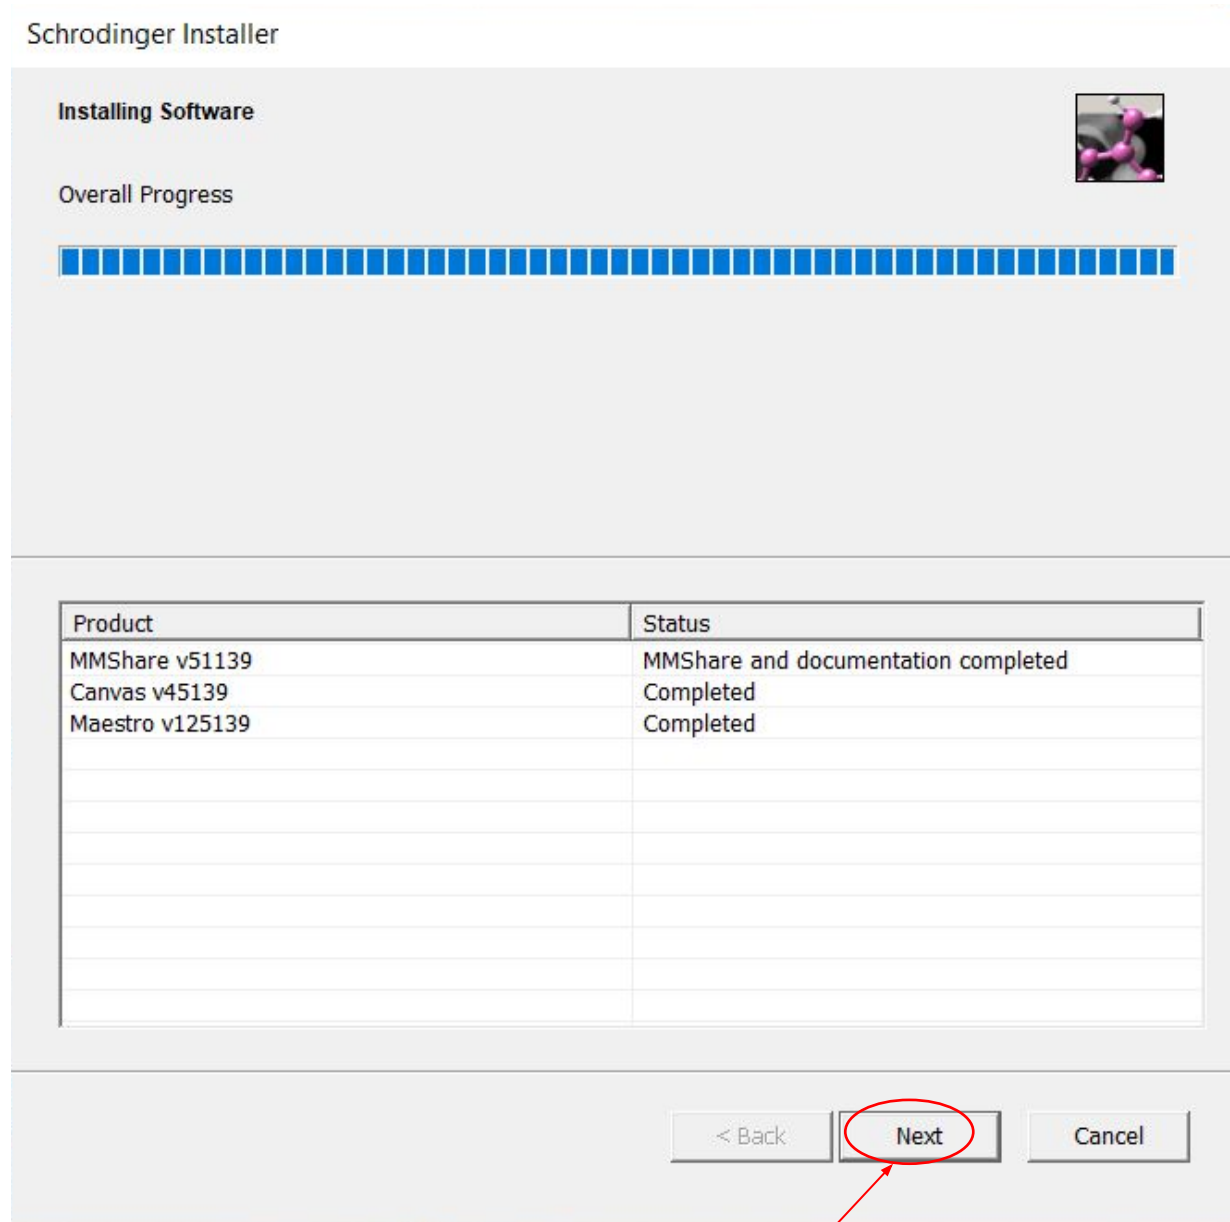 Schrodinger Installer
Installing Software
Overall Progress
Product Status
MMShare v51139 MMShare and documentation completed
Canvas v45139 Completed
Maestro v125139 Completed
< Back Next Cancel